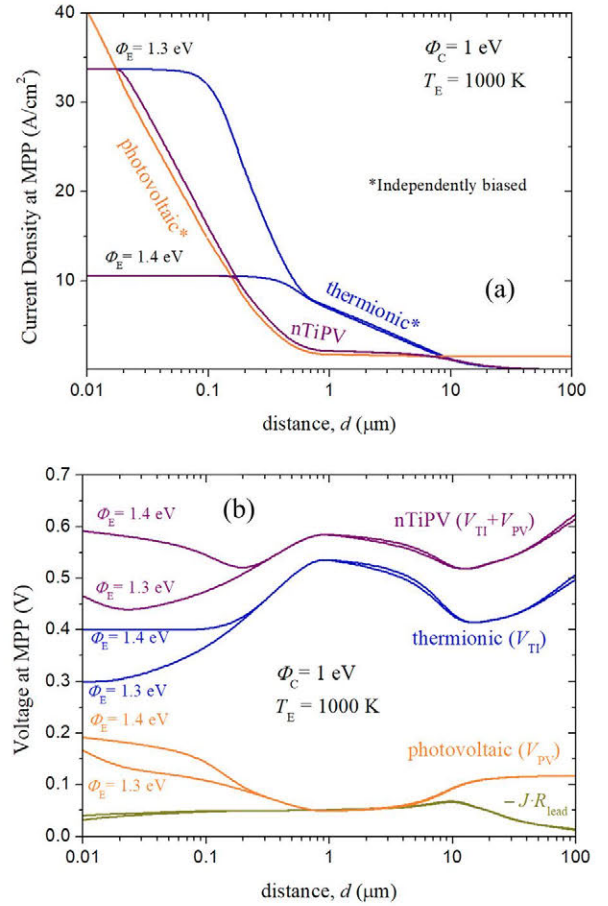 Φ_E = 1.3 eV
Φ_C = 1 eV
T_E = 1000 K
photovoltaic*
*Independently biased
Φ_E = 1.4 eV
thermionic*
nTiPV
(a)
Current Density at MPP (A/cm²)
40
30
20
10
0.01
0.1
1
10
100
distance, d (μm)
(b)
Φ_E = 1.4 eV
nTiPV (V_TI+V_PV)
Φ_E = 1.3 eV
Φ_E = 1.4 eV
thermionic (V_TI)
Φ_E = 1.3 eV
Φ_C = 1 eV
T_E = 1000 K
Φ_E = 1.4 eV
photovoltaic (V_PV)
Φ_E = 1.3 eV
– J·R_lead
Voltage at MPP (V)
0.7
0.6
0.5
0.4
0.3
0.2
0.1
0.0
0.01
0.1
1
10
100
distance, d (μm)